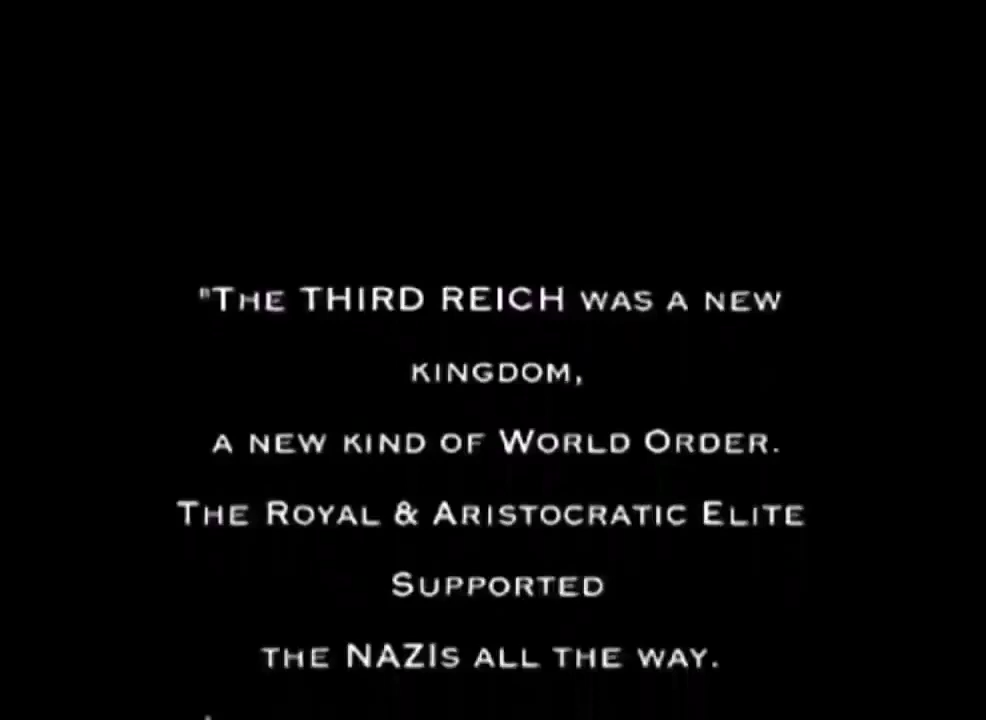 "The THIRD REICH was a new
kingdom,
a new kind of World Order.
The Royal & Aristocratic Elite
Supported
the NAZIs all the way.